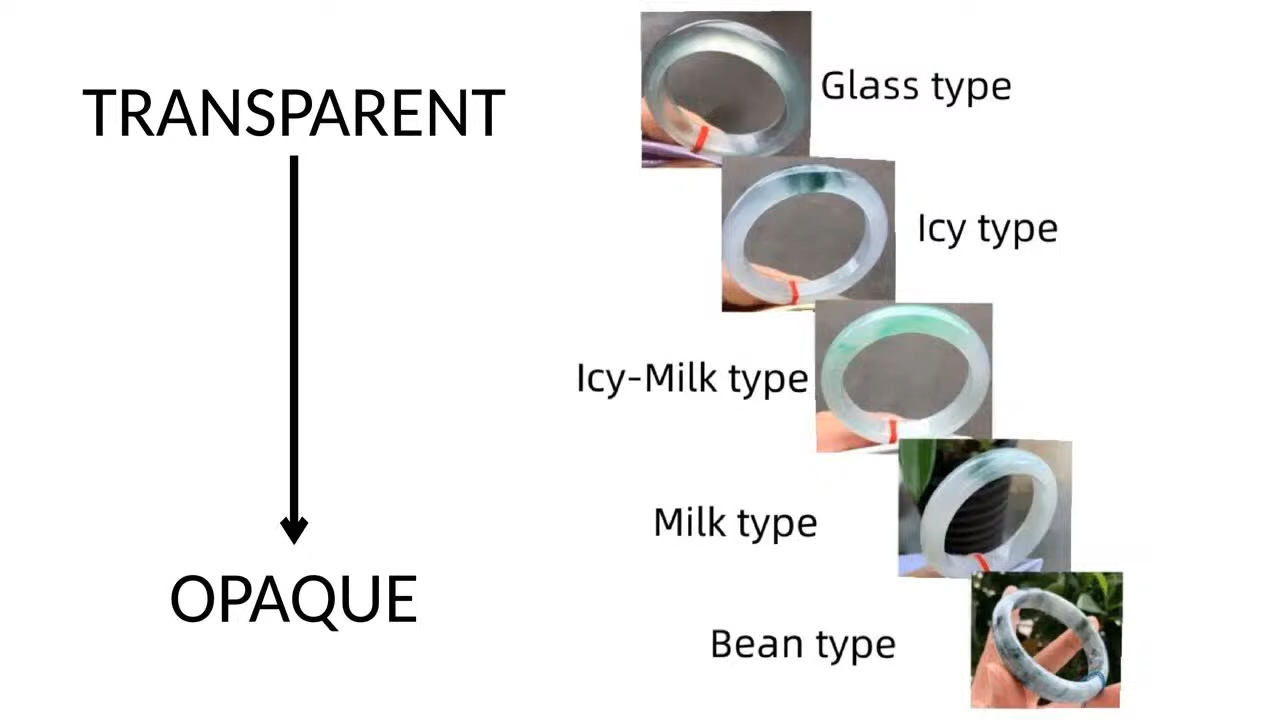 TRANSPARENT
OPAQUE
Glass type
Icy type
Icy-Milk type
Milk type
Bean type